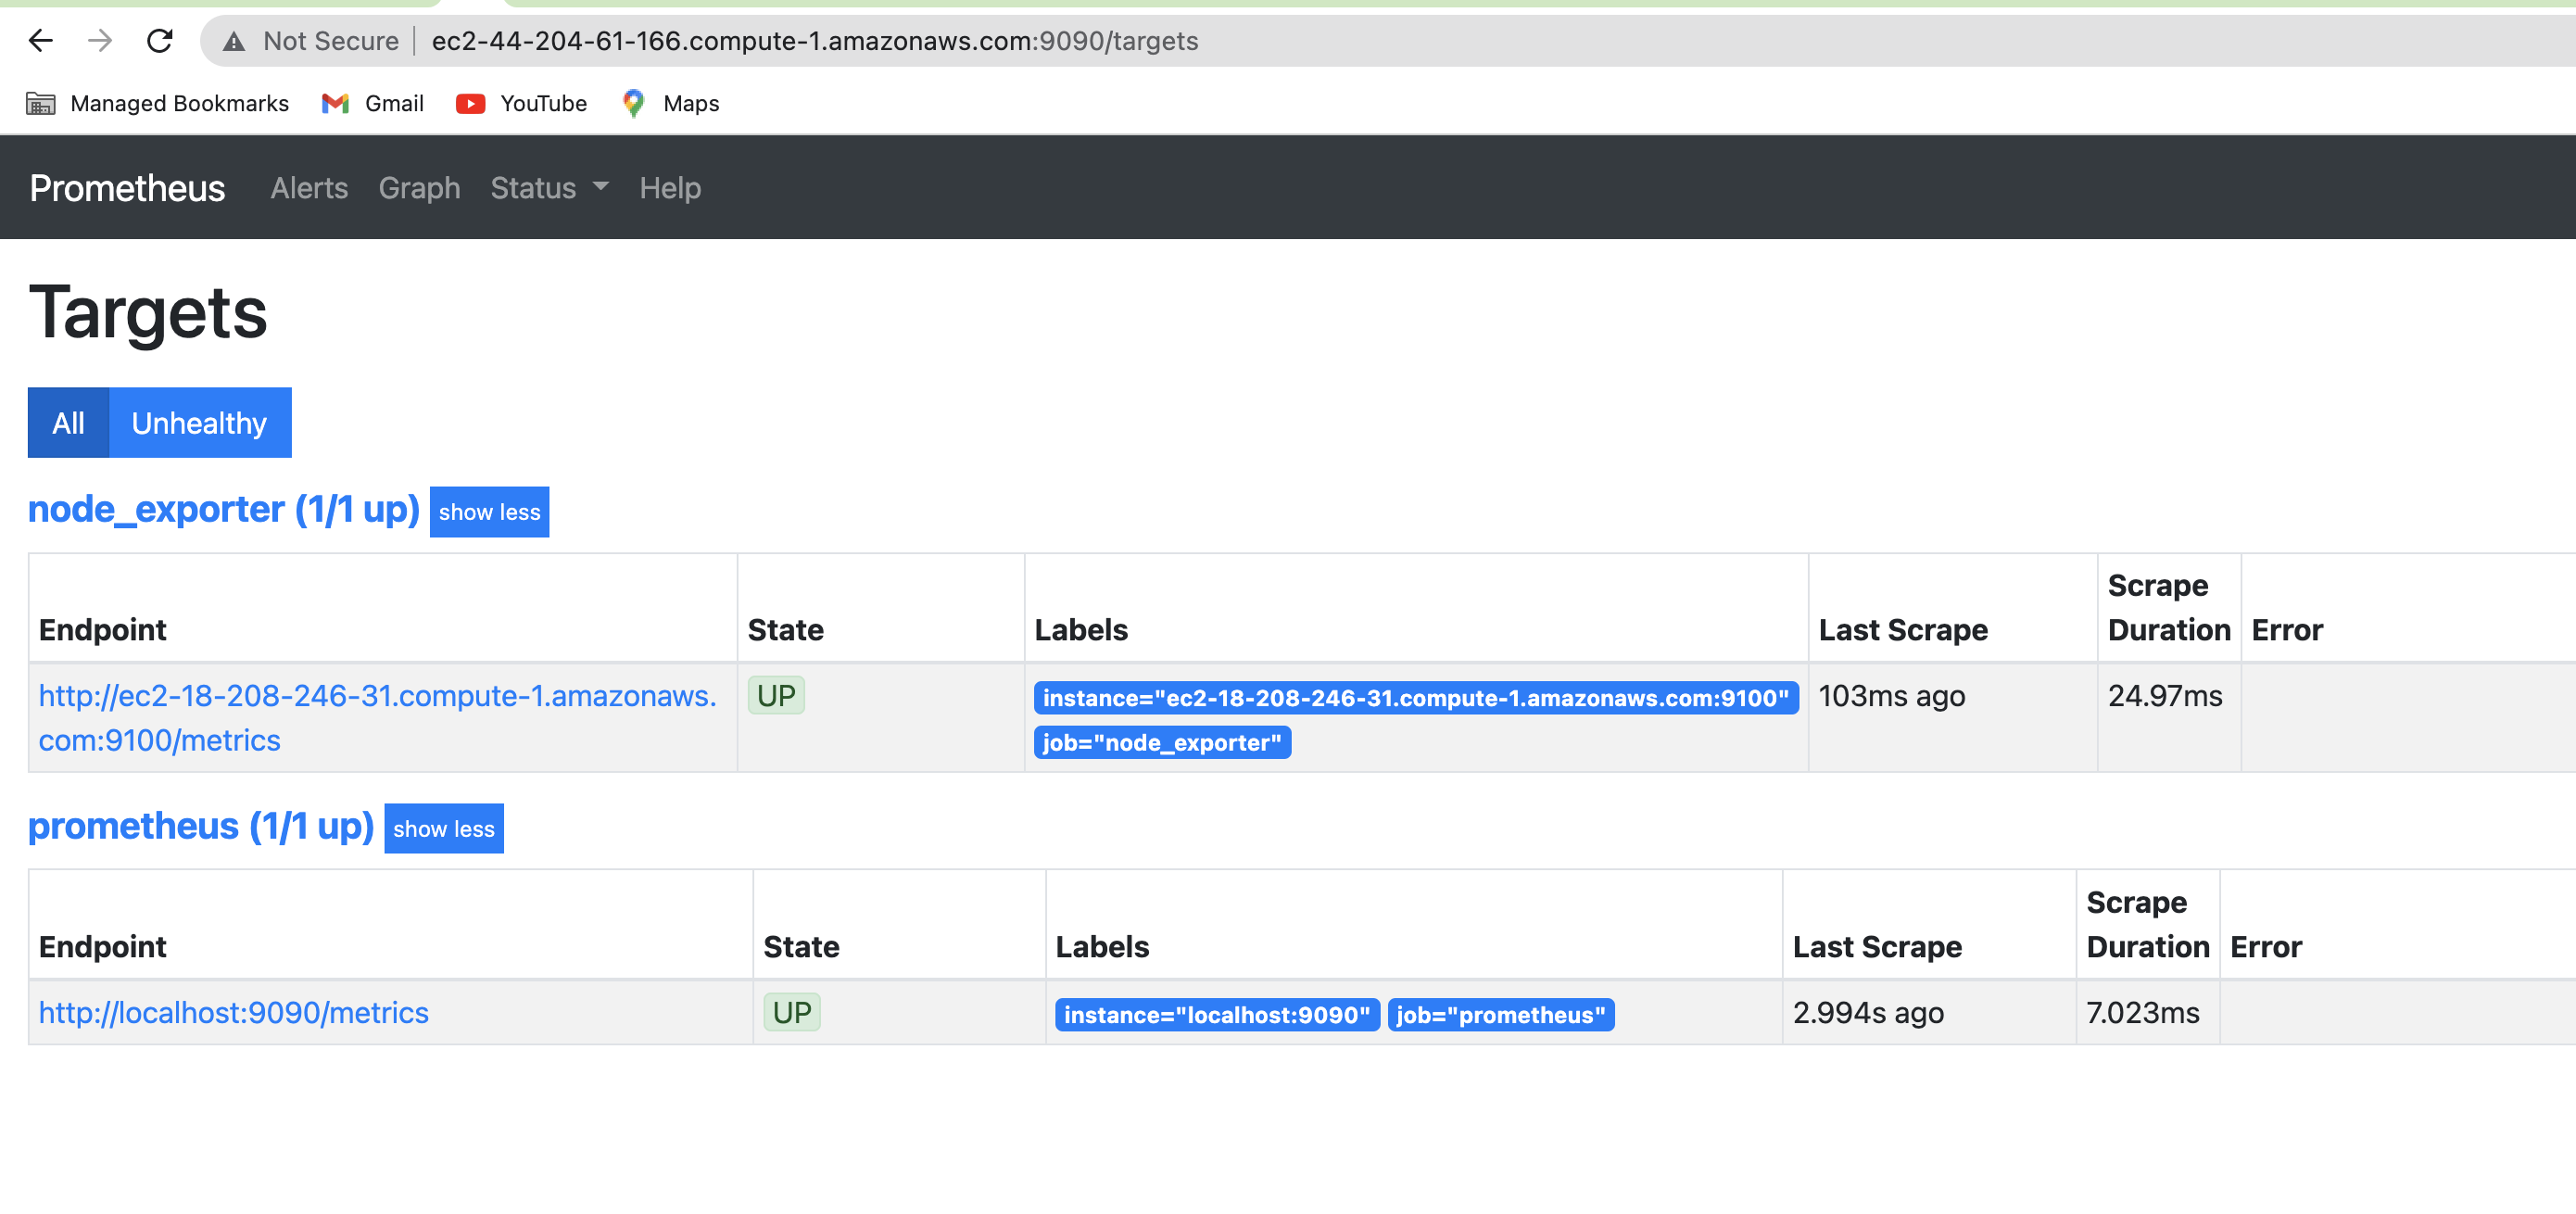 Not Secure ec2-44-204-61-166.compute-1.amazonaws.com:9090/targets
Managed Bookmarks Gmail YouTube Maps
Prometheus Alerts Graph Status Help
Targets
All Unhealthy
node_exporter (1/1 up) show less
Endpoint State Labels Last Scrape Scrape Duration Error
http://ec2-18-208-246-31.compute-1.amazonaws.
com:9100/metrics
UP
instance="ec2-18-208-246-31.compute-1.amazonaws.com:9100"
job="node_exporter"
103ms ago
24.97ms
prometheus (1/1 up) show less
Endpoint State Labels Last Scrape Scrape Duration Error
http://localhost:9090/metrics UP instance="localhost:9090" job="prometheus" 2.994s ago 7.023ms